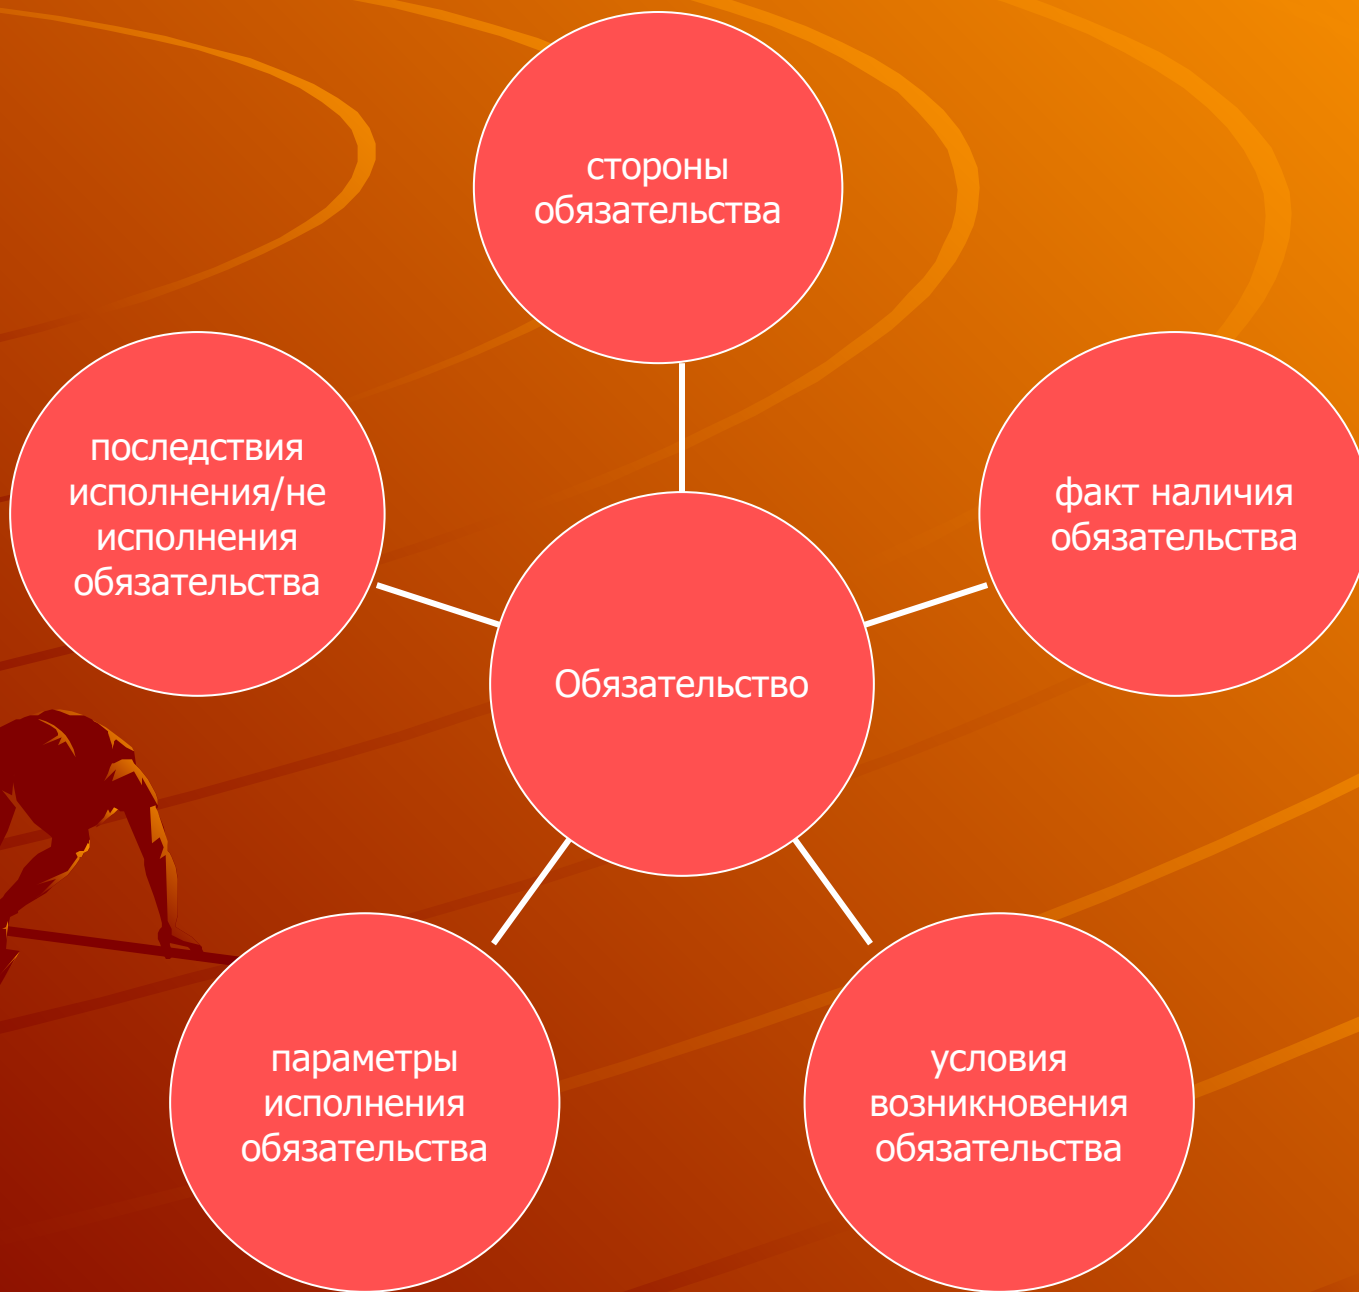 стороны
обязательства
последствия
исполнения/не
исполнения
обязательства
факт наличия
обязательства
Обязательство
параметры
исполнения
обязательства
условия
возникновения
обязательства